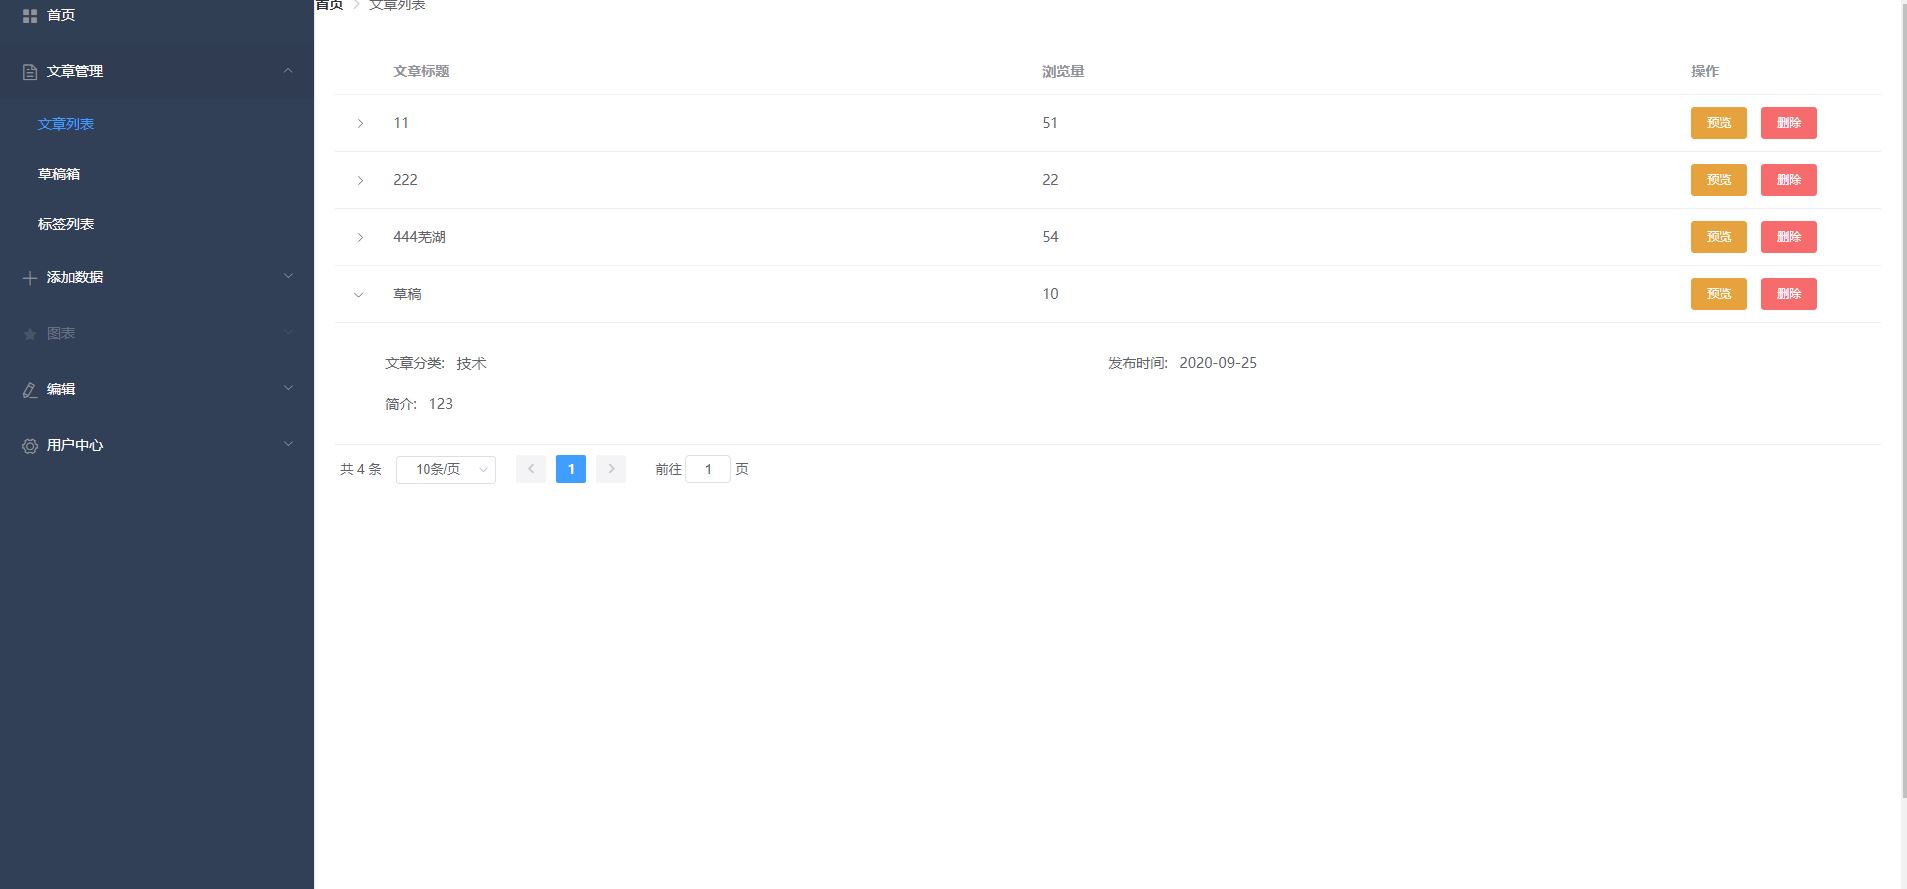 首页
文章管理
文章列表
草稿箱
标签列表
添加数据
图表
编辑
用户中心
首页 文章列表
文章标题 浏览量 操作
11 51 预览 删除
222 22 预览 删除
444芜湖 54 预览 删除
草稿 10 预览 删除
文章分类: 技术 发布时间: 2020-09-25
简介: 123
共 4 条 10条/页 1 前往 1 页